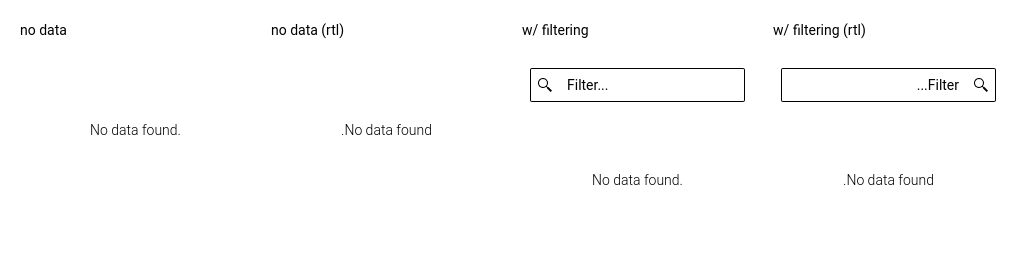 no data
no data (rtl)
w/ filtering
w/ filtering (rtl)
Filter...
...Filter
No data found.
.No data found
No data found.
.No data found